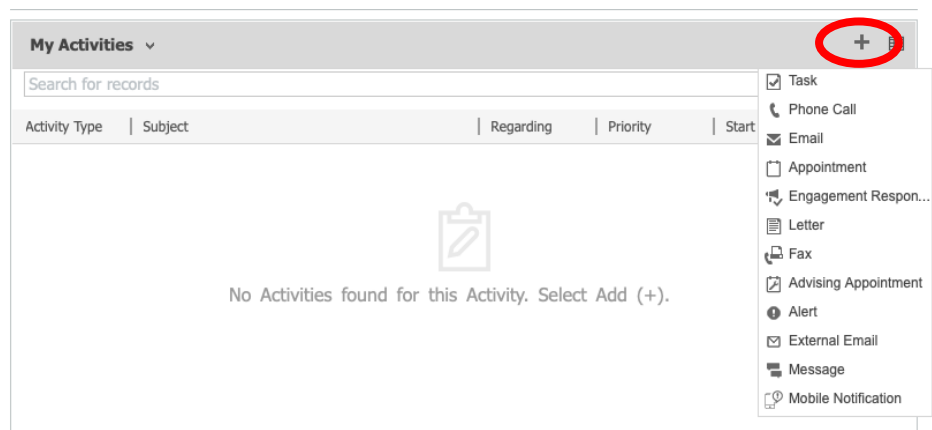 My Activities
Search for records
Activity Type Subject Regarding Priority Start
No Activities found for this Activity. Select Add (+).
Task
Phone Call
Email
Appointment
Engagement Respon...
Letter
Fax
Advising Appointment
Alert
External Email
Message
Mobile Notification